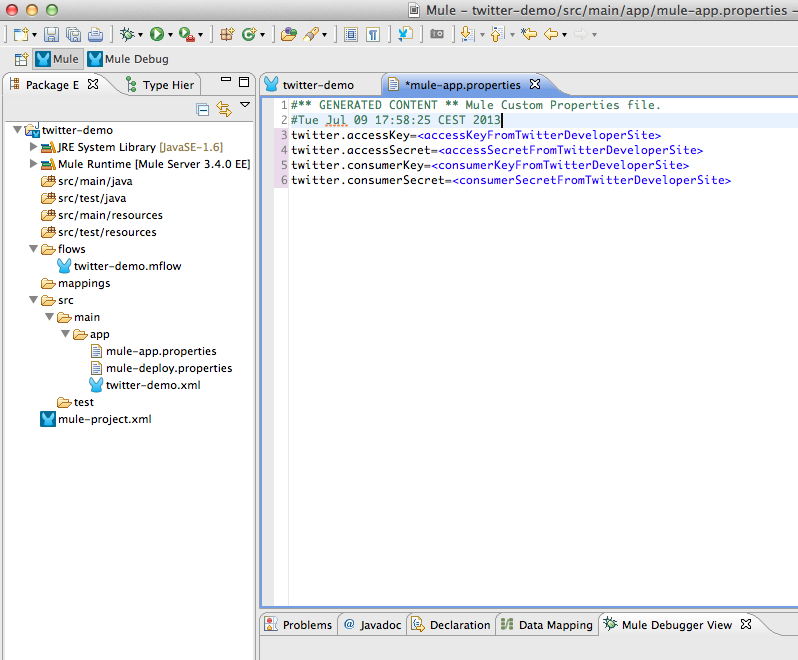 Mule – twitter-demo/src/main/app/mule-app.properties –
Mule Mule Debug
Package E Type Hier
twitter-demo
JRE System Library [JavaSE-1.6]
Mule Runtime [Mule Server 3.4.0 EE]
src/main/java
src/test/java
src/main/resources
src/test/resources
flows
twitter-demo.mflow
mappings
src
main
app
mule-app.properties
mule-deploy.properties
twitter-demo.xml
test
mule-project.xml
twitter-demo *mule-app.properties
1 #** GENERATED CONTENT ** Mule Custom Properties file.
2 #Tue Jul 09 17:58:25 CEST 2013
3 twitter.accessKey=<accessKeyFromTwitterDeveloperSite>
4 twitter.accessSecret=<accessSecretFromTwitterDeveloperSite>
5 twitter.consumerKey=<consumerKeyFromTwitterDeveloperSite>
6 twitter.consumerSecret=<consumerSecretFromTwitterDeveloperSite>
Problems @ Javadoc Declaration Data Mapping Mule Debugger View